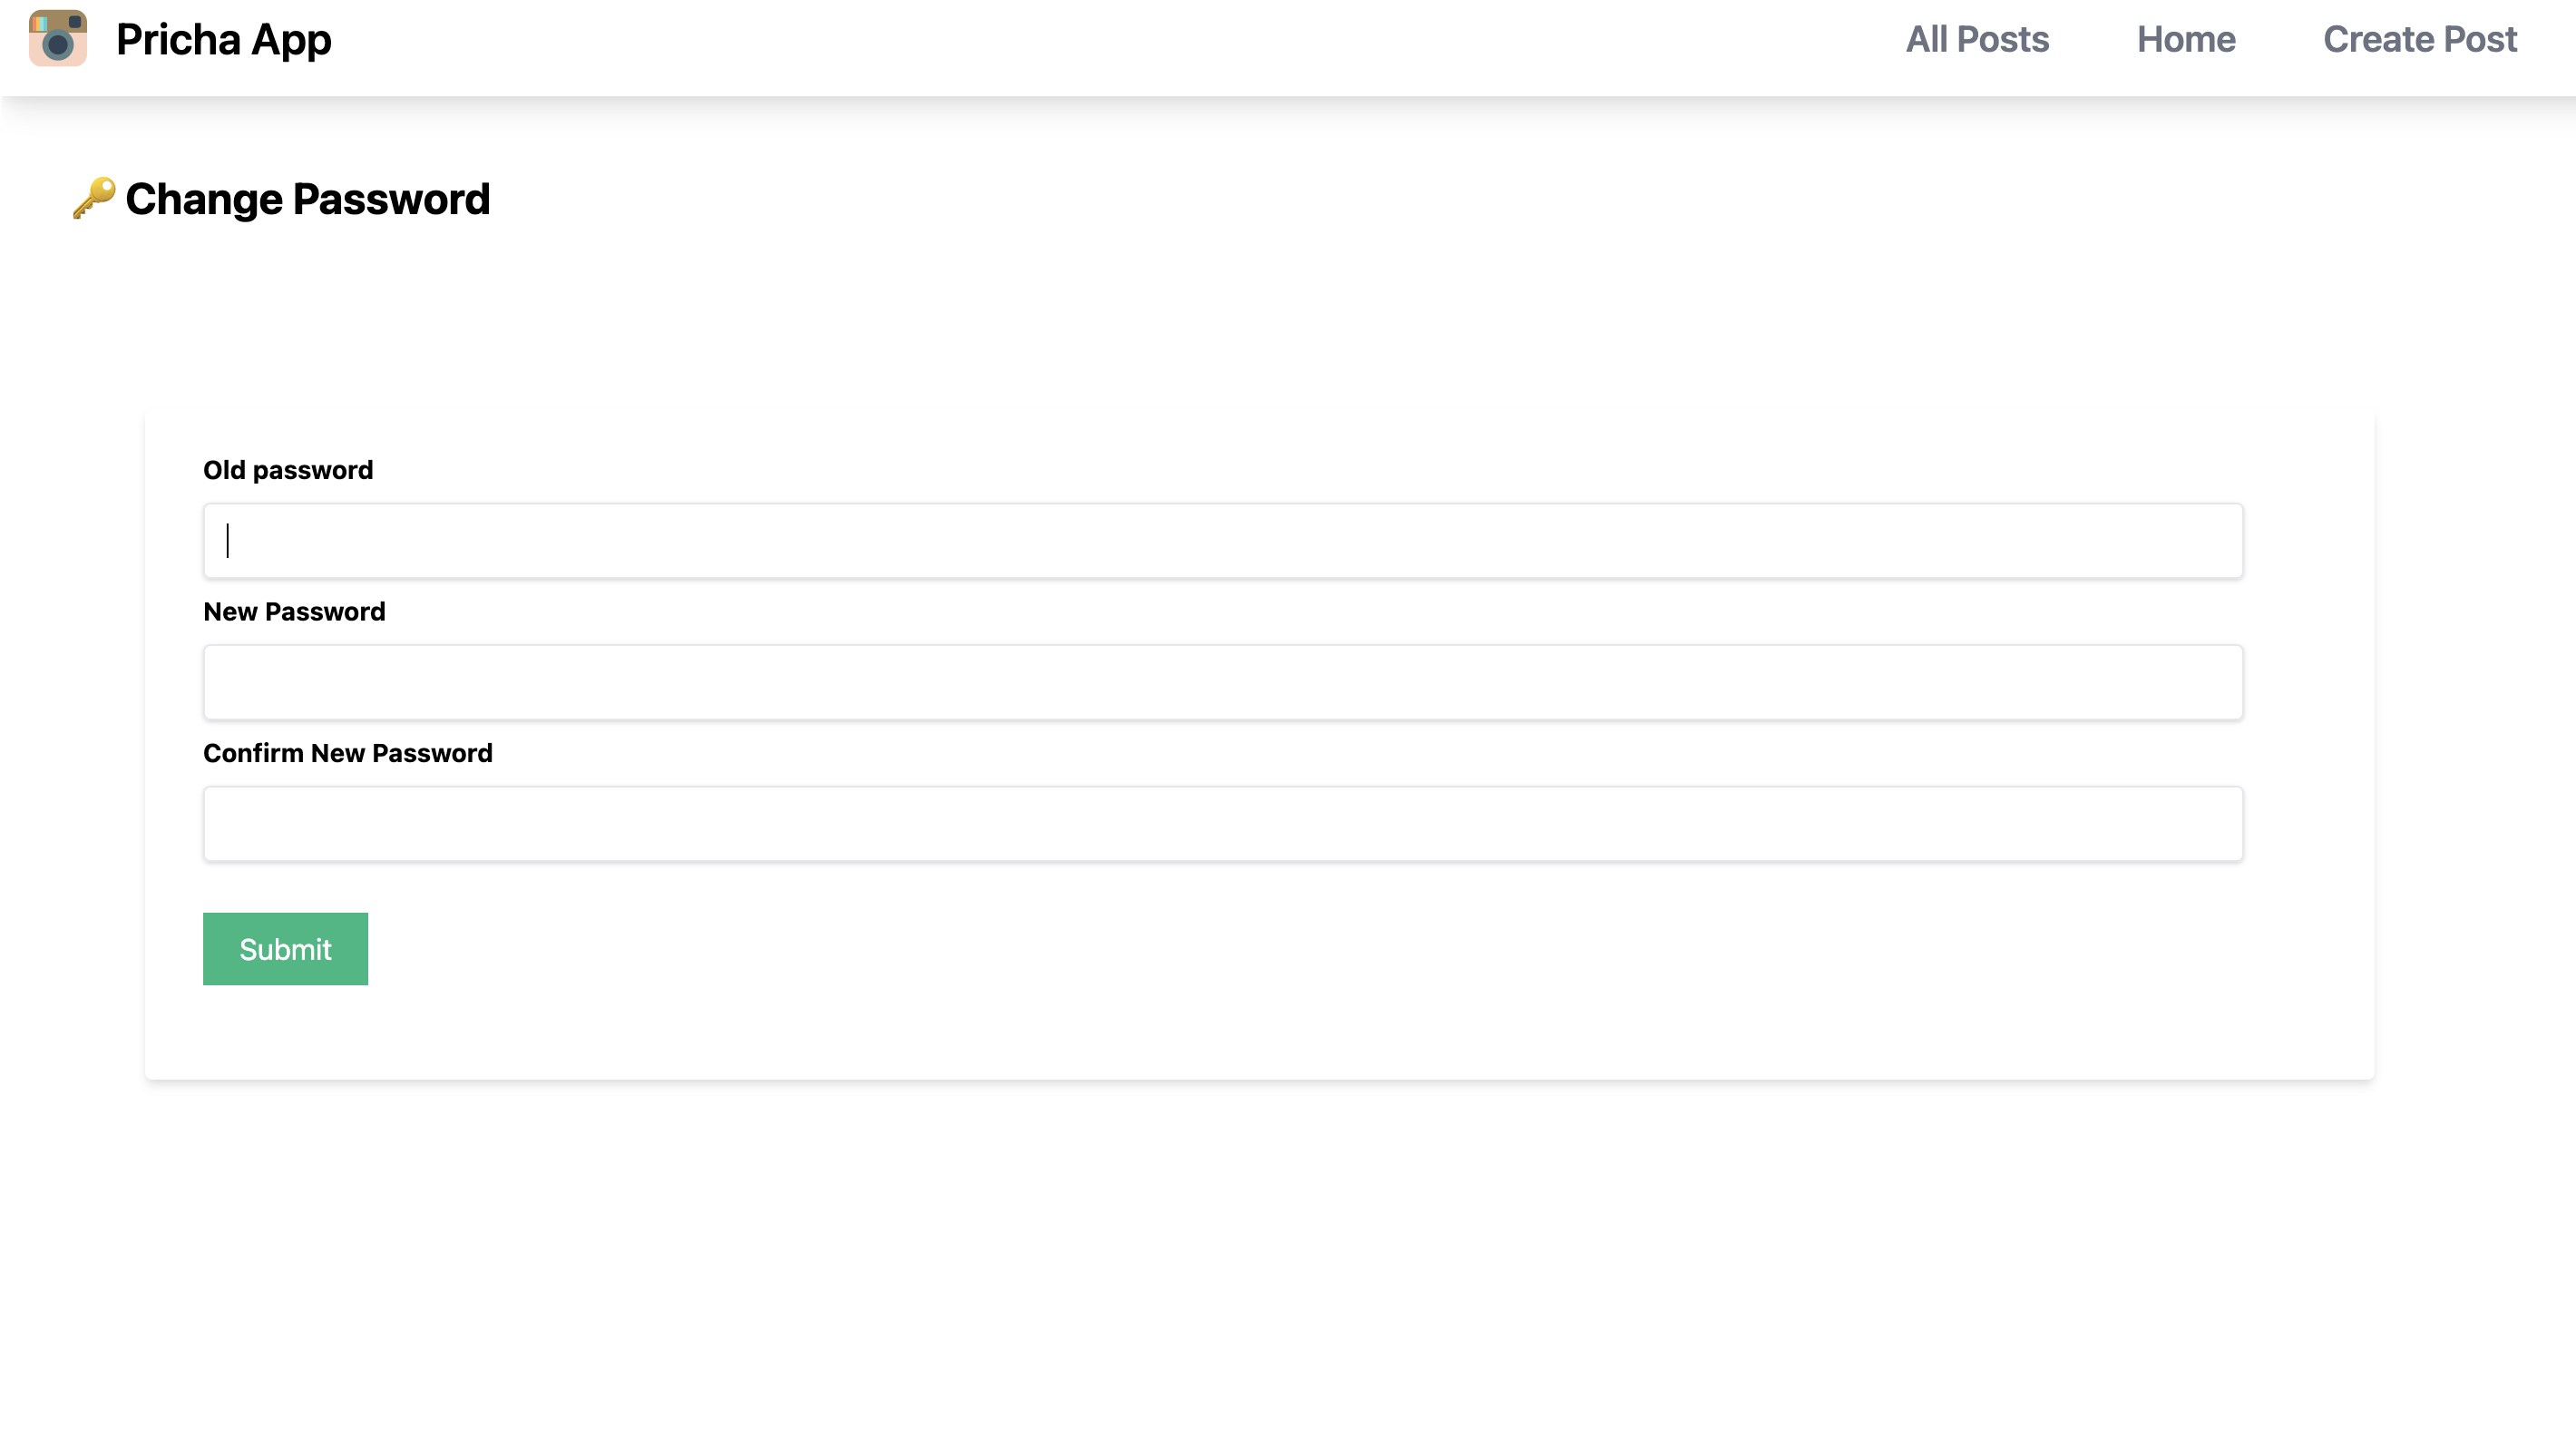 Pricha App
All Posts
Home
Create Post
🔑 Change Password
Old password
New Password
Confirm New Password
Submit